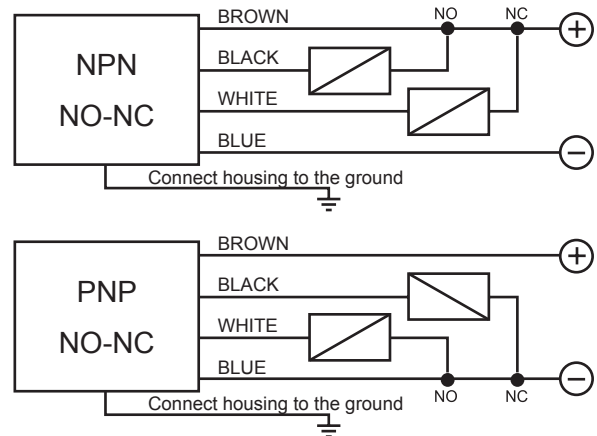 BROWN
NO
NC
+
NPN
NO-NC
BLACK
WHITE
BLUE
−
Connect housing to the ground
BROWN
+
PNP
NO-NC
BLACK
WHITE
BLUE
−
NO
NC
Connect housing to the ground